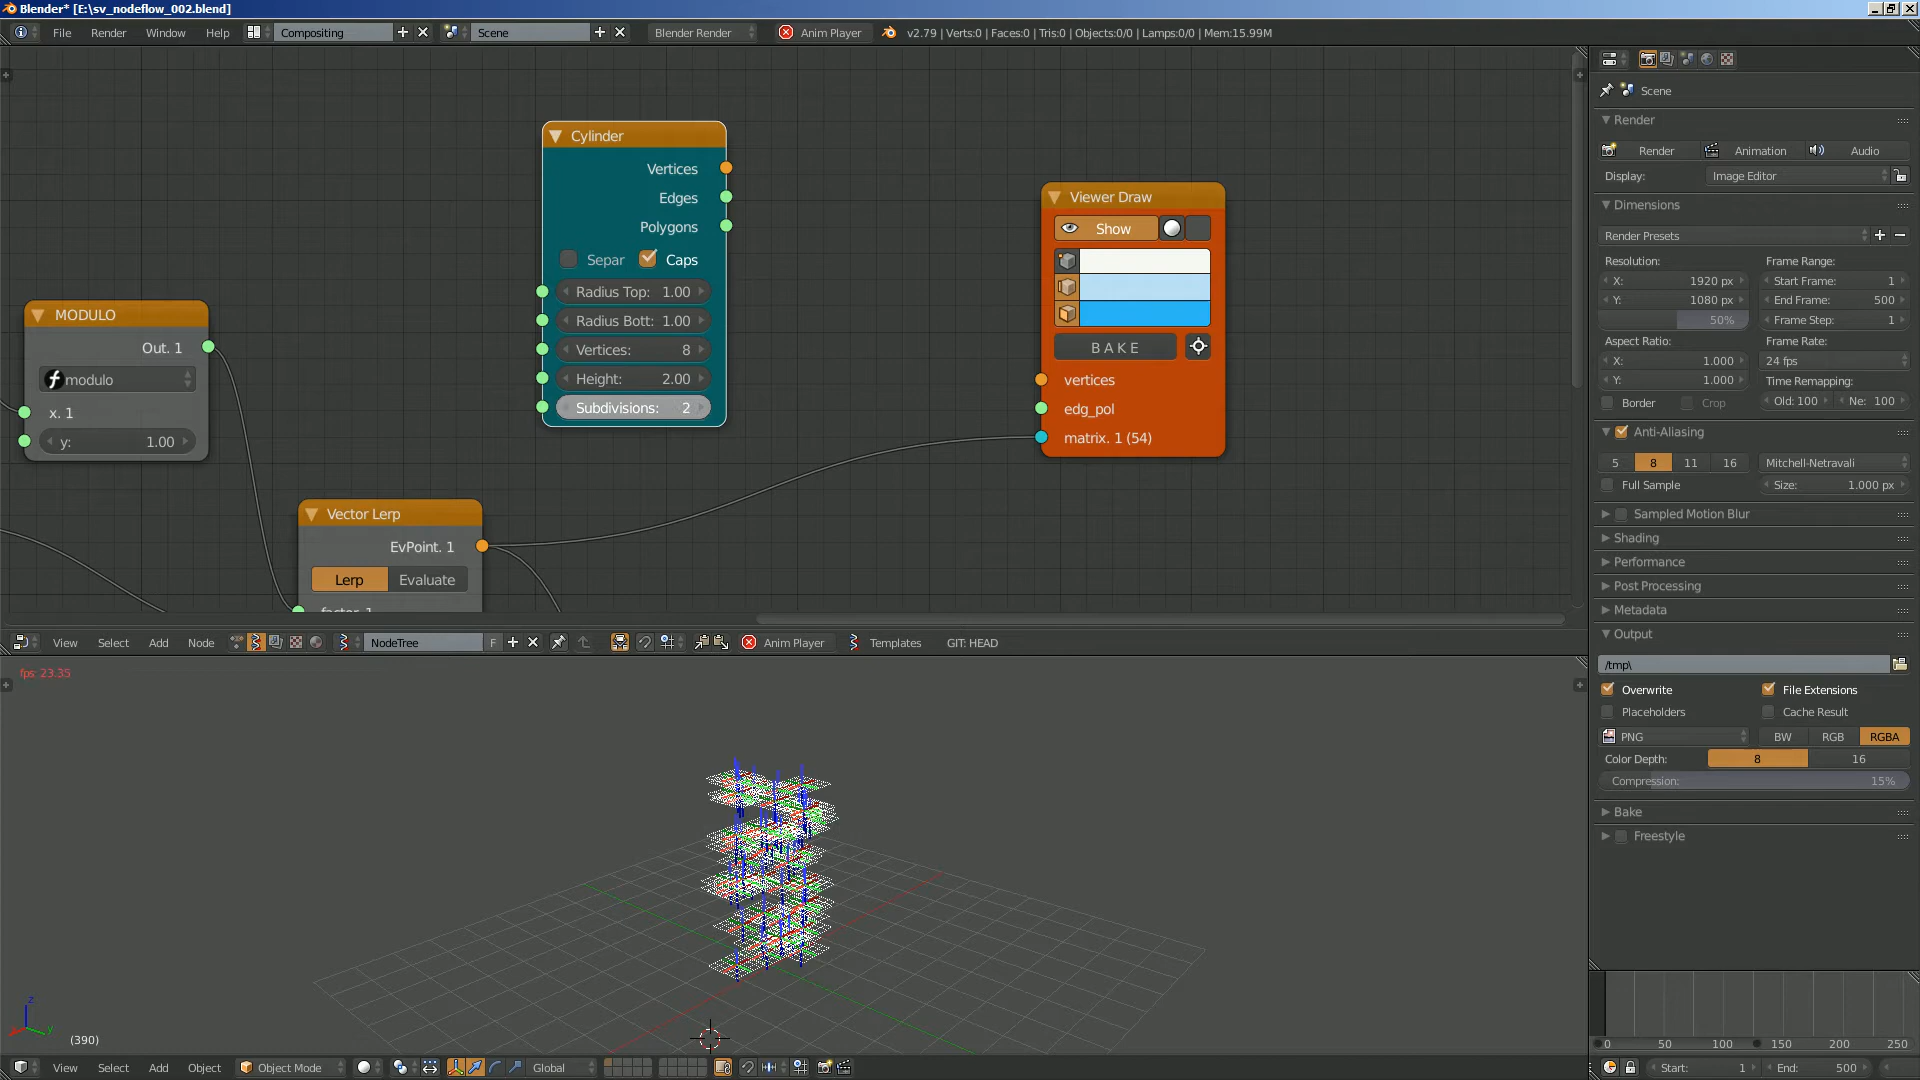 Blender* [E:\sv_nodeflow_002.blend]
File Render Window Help Compositing Scene Blender Render Anim Player v2.79 | Verts:0 | Faces:0 | Tris:0 | Objects:0/0 | Lamps:0/0 | Mem:15.99M
Cylinder
Vertices
Edges
Polygons
Separ Caps
Radius Top: 1.00
Radius Bott: 1.00
Vertices: 8
Height: 2.00
Subdivisions: 2
Viewer Draw
Show
BAKE
vertices
edg_pol
matrix. 1 (54)
MODULO
Out. 1
modulo
x. 1
y: 1.00
Vector Lerp
EvPoint. 1
Lerp Evaluate
factor. 1
View Select Add Node NodeTree F Anim Player Templates GIT: HEAD
fps: 23.35
z
y
(390)
View Select Add Object Object Mode Global
Scene
Render
Render Animation Audio
Display: Image Editor
Dimensions
Render Presets
Resolution: Frame Range:
X: 1920 px Start Frame: 1
Y: 1080 px End Frame: 500
50% Frame Step: 1
Aspect Ratio: Frame Rate:
X: 1.000 24 fps
Y: 1.000 Time Remapping:
Border Crop Old: 100 Ne: 100
Anti-Aliasing
5 8 11 16 Mitchell-Netravali
Full Sample Size: 1.000 px
Sampled Motion Blur
Shading
Performance
Post Processing
Metadata
Output
/tmp\
Overwrite File Extensions
Placeholders Cache Result
PNG BW RGB RGBA
Color Depth: 8 16
Compression: 15%
Bake
Freestyle
0 50 100 150 200 250
Start: 1 End: 500